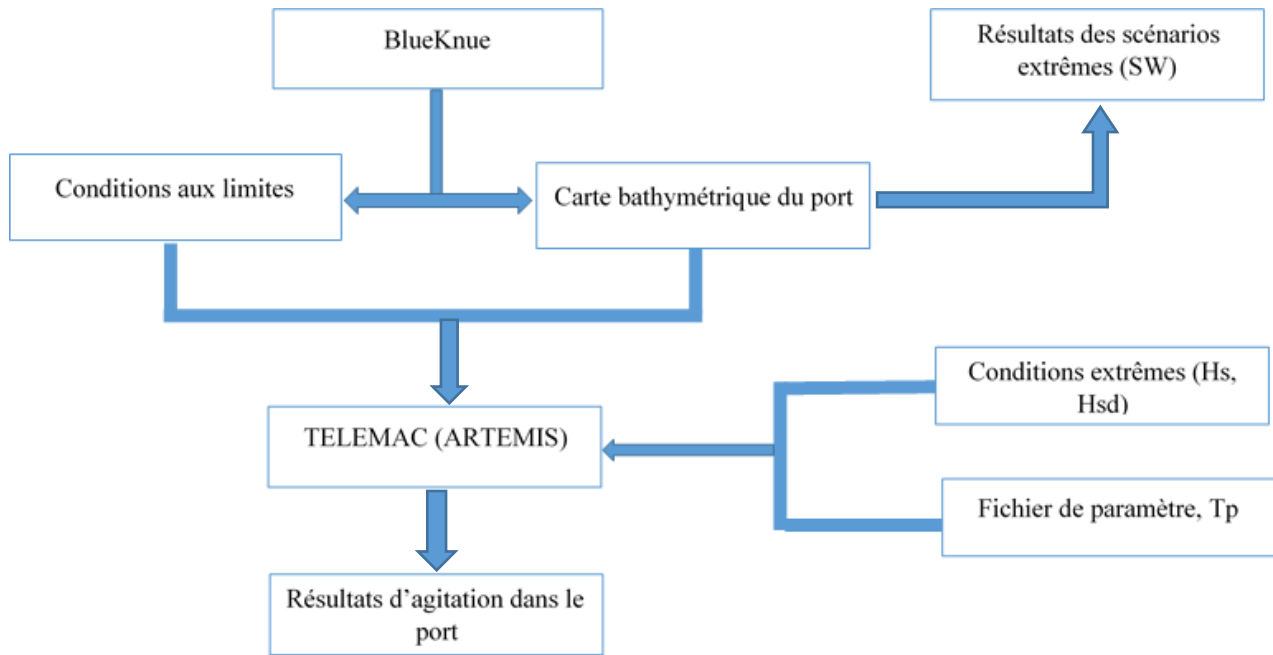 BlueKnue
Résultats des scénarios
extrêmes (SW)
Conditions aux limites
Carte bathymétrique du port
Conditions extrêmes (Hs,
Hsd)
TELEMAC (ARTEMIS)
Fichier de paramètre, Tp
Résultats d’agitation dans le
port